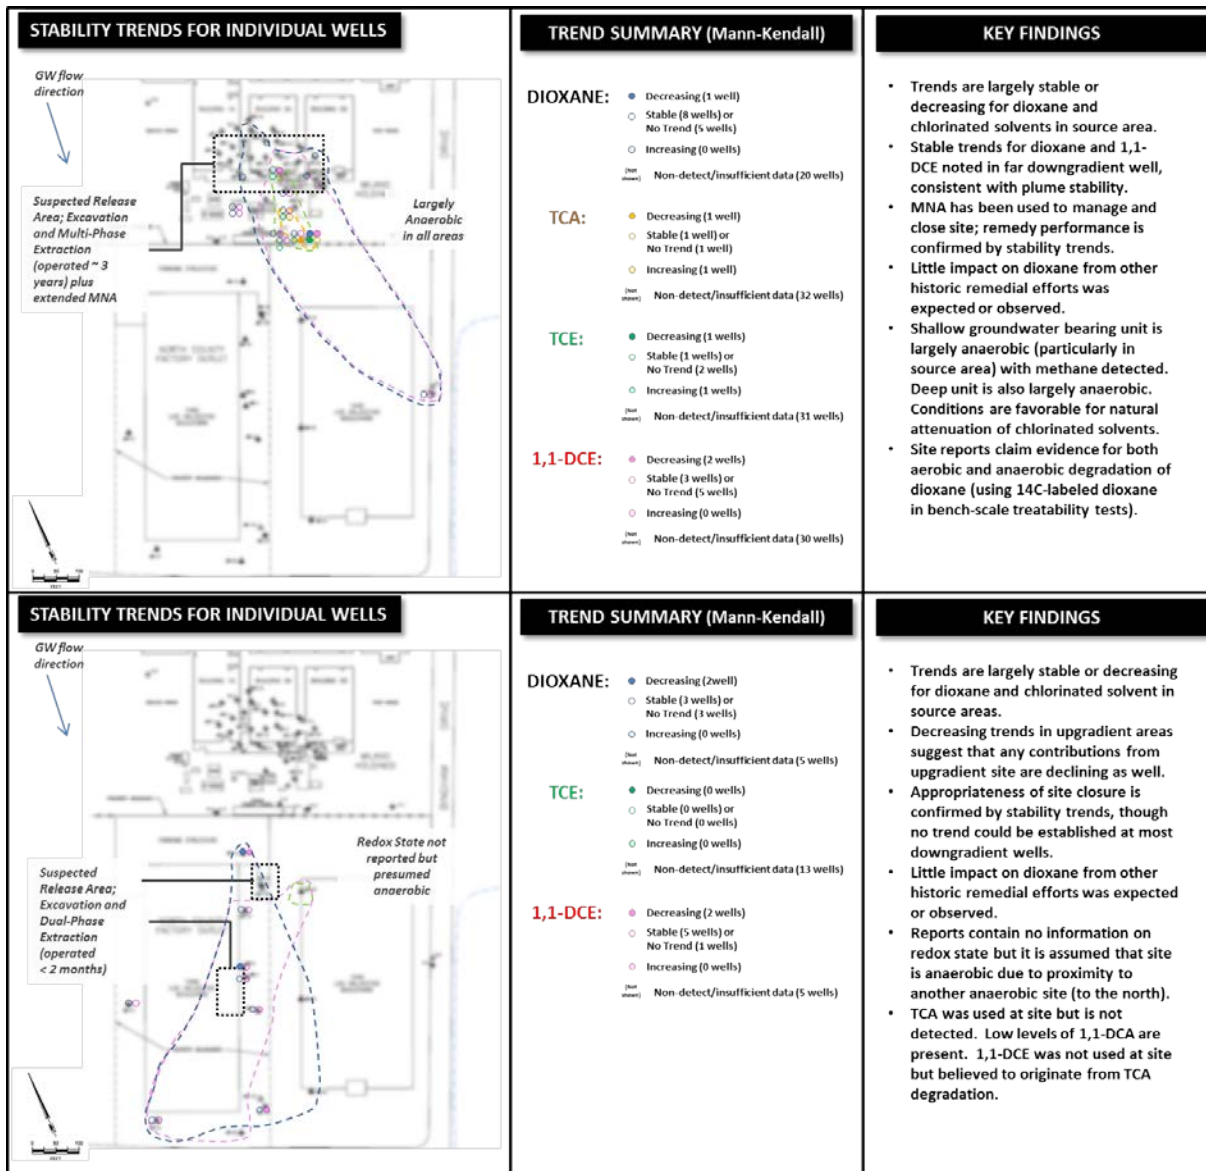 STABILITY TRENDS FOR INDIVIDUAL WELLS
GW flow
direction
Suspected Release
Area; Excavation
and Multi-Phase
Extraction
(operated ~ 3
years) plus
extended MNA
Largely
Anaerobic
in all areas
NORTH COUNTY
FACTORY OUTLET
TREND SUMMARY (Mann-Kendall)
DIOXANE:
Decreasing (1 well)
Stable (8 wells) or
No Trend (5 wells)
Increasing (0 wells)
(Not
shown)
Non-detect/insufficient data (20 wells)
TCA:
Decreasing (1 well)
Stable (1 well) or
No Trend (1 well)
Increasing (1 well)
(Not
shown)
Non-detect/insufficient data (32 wells)
TCE:
Decreasing (1 wells)
Stable (1 wells) or
No Trend (2 wells)
Increasing (1 wells)
(Not
shown)
Non-detect/insufficient data (31 wells)
1,1-DCE:
Decreasing (2 wells)
Stable (3 wells) or
No Trend (5 wells)
Increasing (0 wells)
(Not
shown)
Non-detect/insufficient data (30 wells)
KEY FINDINGS
• Trends are largely stable or
decreasing for dioxane and
chlorinated solvents in source area.
• Stable trends for dioxane and 1,1-
DCE noted in far downgradient well,
consistent with plume stability.
• MNA has been used to manage and
close site; remedy performance is
confirmed by stability trends.
• Little impact on dioxane from other
historic remedial efforts was
expected or observed.
• Shallow groundwater bearing unit is
largely anaerobic (particularly in
source area) with methane detected.
Deep unit is also largely anaerobic.
Conditions are favorable for natural
attenuation of chlorinated solvents.
• Site reports claim evidence for both
aerobic and anaerobic degradation of
dioxane (using 14C-labeled dioxane
in bench-scale treatability tests).
STABILITY TRENDS FOR INDIVIDUAL WELLS
GW flow
direction
Redox State not
reported but
presumed
anaerobic
Suspected
Release Area;
Excavation and
Dual-Phase
Extraction
(operated
< 2 months)
TREND SUMMARY (Mann-Kendall)
DIOXANE:
Decreasing (2well)
Stable (3 wells) or
No Trend (3 wells)
Increasing (0 wells)
(Not
shown)
Non-detect/insufficient data (5 wells)
TCE:
Decreasing (0 wells)
Stable (0 wells) or
No Trend (0 wells)
Increasing (0 wells)
(Not
shown)
Non-detect/insufficient data (13 wells)
1,1-DCE:
Decreasing (2 wells)
Stable (5 wells) or
No Trend (1 wells)
Increasing (0 wells)
(Not
shown)
Non-detect/insufficient data (5 wells)
KEY FINDINGS
• Trends are largely stable or decreasing
for dioxane and chlorinated solvent in
source areas.
• Decreasing trends in upgradient areas
suggest that any contributions from
upgradient site are declining as well.
• Appropriateness of site closure is
confirmed by stability trends, though
no trend could be established at most
downgradient wells.
• Little impact on dioxane from other
historic remedial efforts was expected
or observed.
• Reports contain no information on
redox state but it is assumed that site
is anaerobic due to proximity to
another anaerobic site (to the north).
• TCA was used at site but is not
detected. Low levels of 1,1-DCA are
present. 1,1-DCE was not used at site
but believed to originate from TCA
degradation.